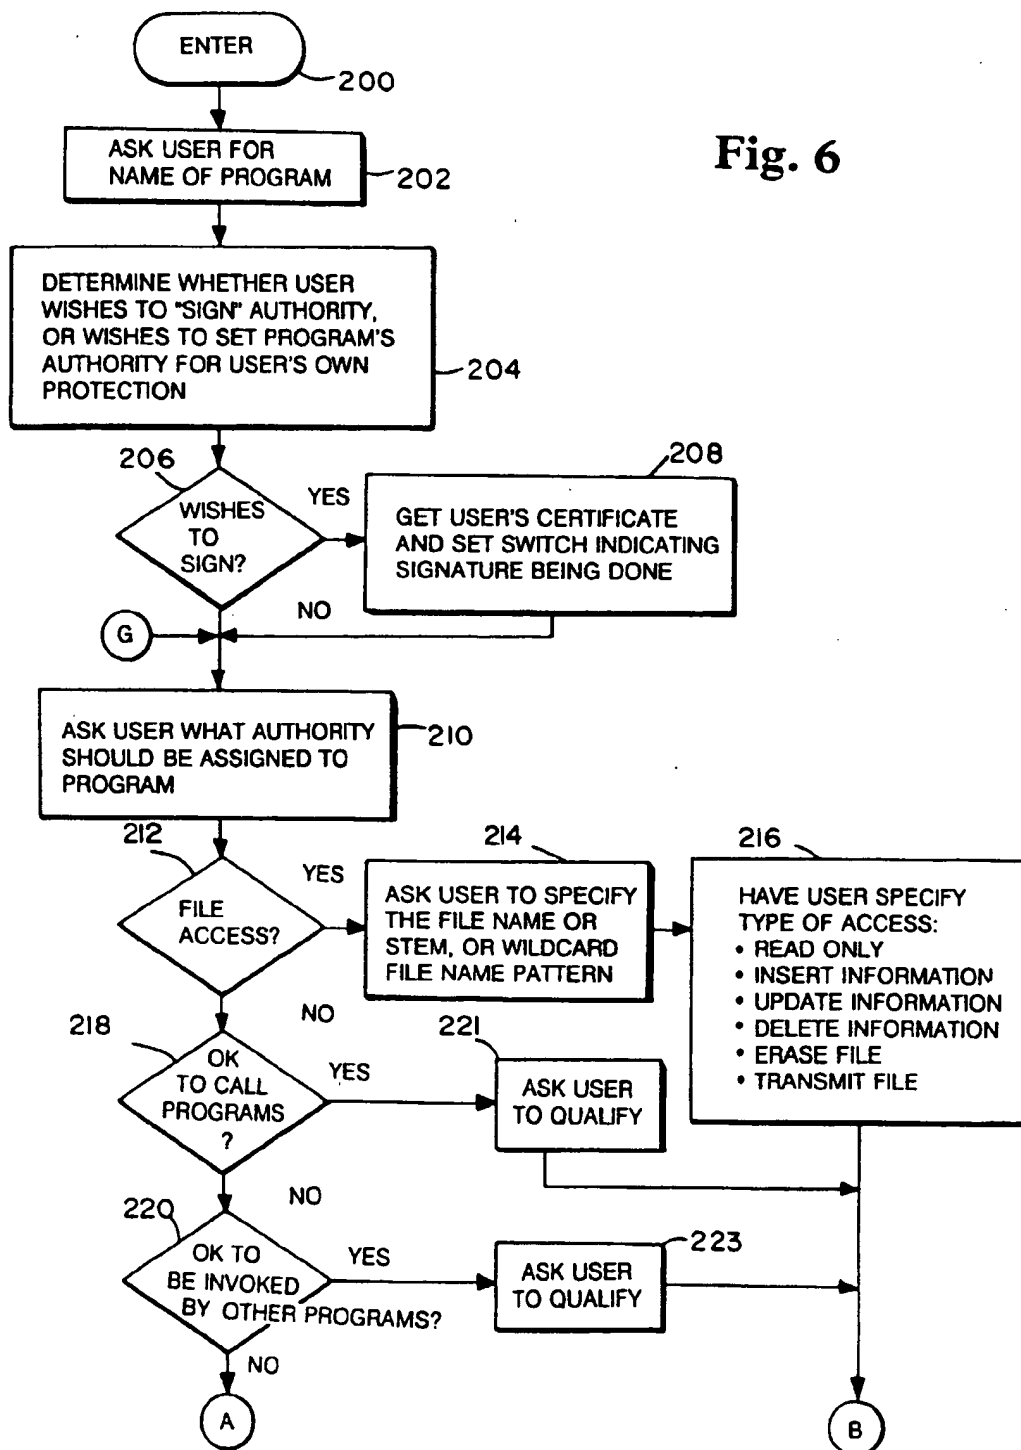 ENTER
200
Fig. 6
ASK USER FOR
NAME OF PROGRAM
202
DETERMINE WHETHER USER
WISHES TO "SIGN" AUTHORITY,
OR WISHES TO SET PROGRAM'S
AUTHORITY FOR USER'S OWN
PROTECTION
204
206
WISHES
TO
SIGN?
YES
208
GET USER'S CERTIFICATE
AND SET SWITCH INDICATING
SIGNATURE BEING DONE
NO
G
ASK USER WHAT AUTHORITY
SHOULD BE ASSIGNED TO
PROGRAM
210
212
FILE
ACCESS?
YES
214
ASK USER TO SPECIFY
THE FILE NAME OR
STEM, OR WILDCARD
FILE NAME PATTERN
216
HAVE USER SPECIFY
TYPE OF ACCESS:
• READ ONLY
• INSERT INFORMATION
• UPDATE INFORMATION
• DELETE INFORMATION
• ERASE FILE
• TRANSMIT FILE
NO
218
OK
TO CALL
PROGRAMS
?
YES
221
ASK USER
TO QUALIFY
NO
220
OK TO
BE INVOKED
BY OTHER PROGRAMS?
YES
223
ASK USER
TO QUALIFY
NO
A
B